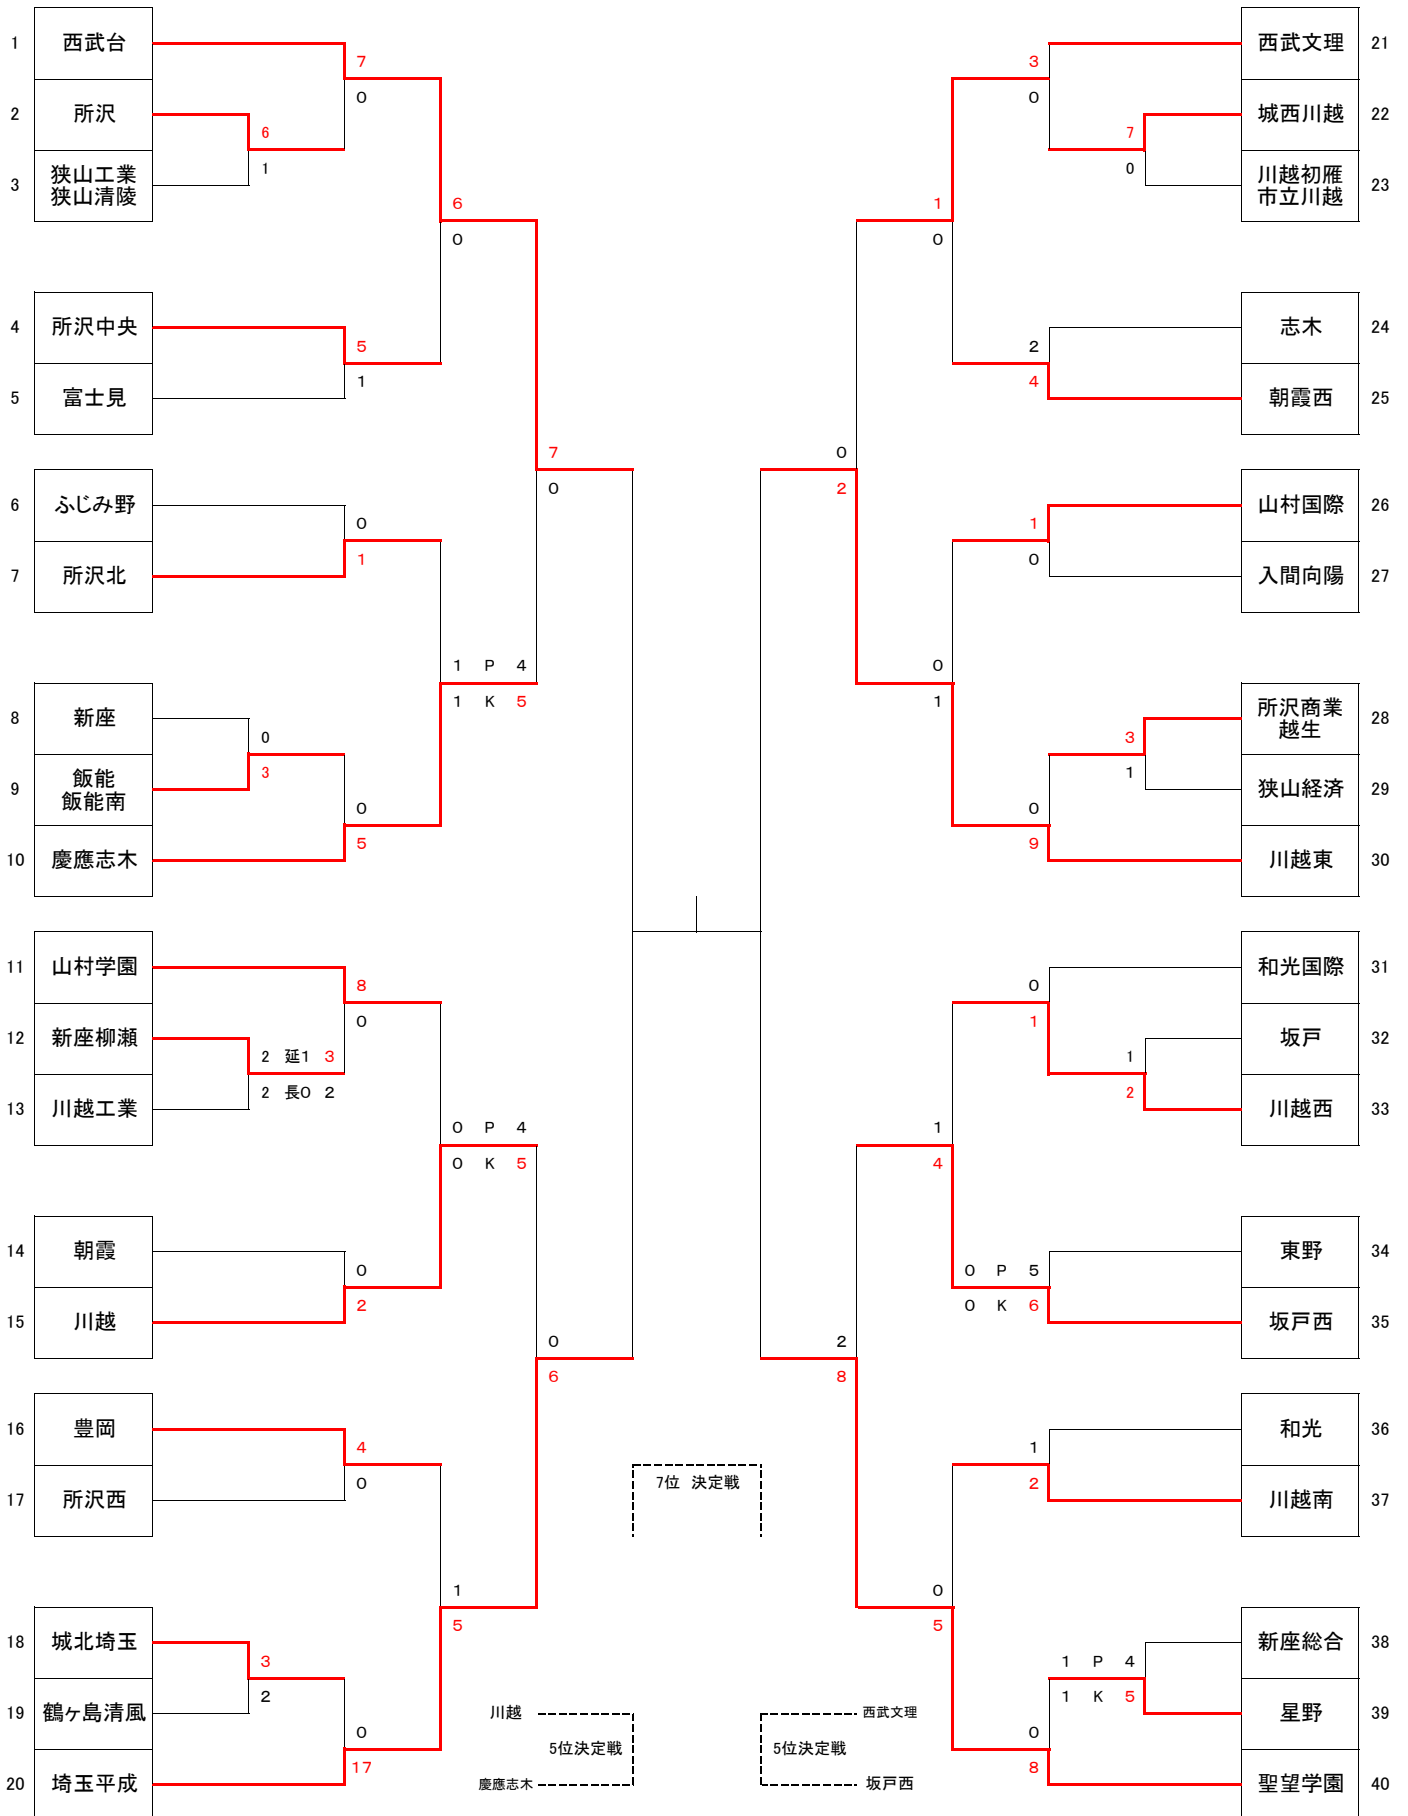 1 西武台
2 所沢
3 狭山工業
狭山清陵
7
0
6
1
6
0
4 所沢中央
5 富士見
5
1
7
0
6 ふじみ野
7 所沢北
0
1
1 P 4
1 K 5
8 新座
9 飯能
飯能南
10 慶應志木
0
3
0
5
11 山村学園
12 新座柳瀬
13 川越工業
8
0
2 延1 3
2 長0 2
0 P 4
0 K 5
14 朝霞
15 川越
0
2
0
6
16 豊岡
17 所沢西
4
0
1
5
18 城北埼玉
19 鶴ヶ島清風
20 埼玉平成
3
2
0
17
西武文理 21
城西川越 22
川越初雁
市立川越 23
3
0
7
0
1
0
志木 24
朝霞西 25
2
4
0
2
山村国際 26
入間向陽 27
1
0
0
1
所沢商業
越生 28
狭山経済 29
川越東 30
3
1
0
9
和光国際 31
坂戸 32
川越西 33
0
1
1
2
1
4
東野 34
坂戸西 35
0 P 5
0 K 6
2
8
和光 36
川越南 37
1
2
0
5
新座総合 38
星野 39
聖望学園 40
1 P 4
1 K 5
0
8
7位 決定戦
川越
5位決定戦
慶應志木
西武文理
5位決定戦
坂戸西